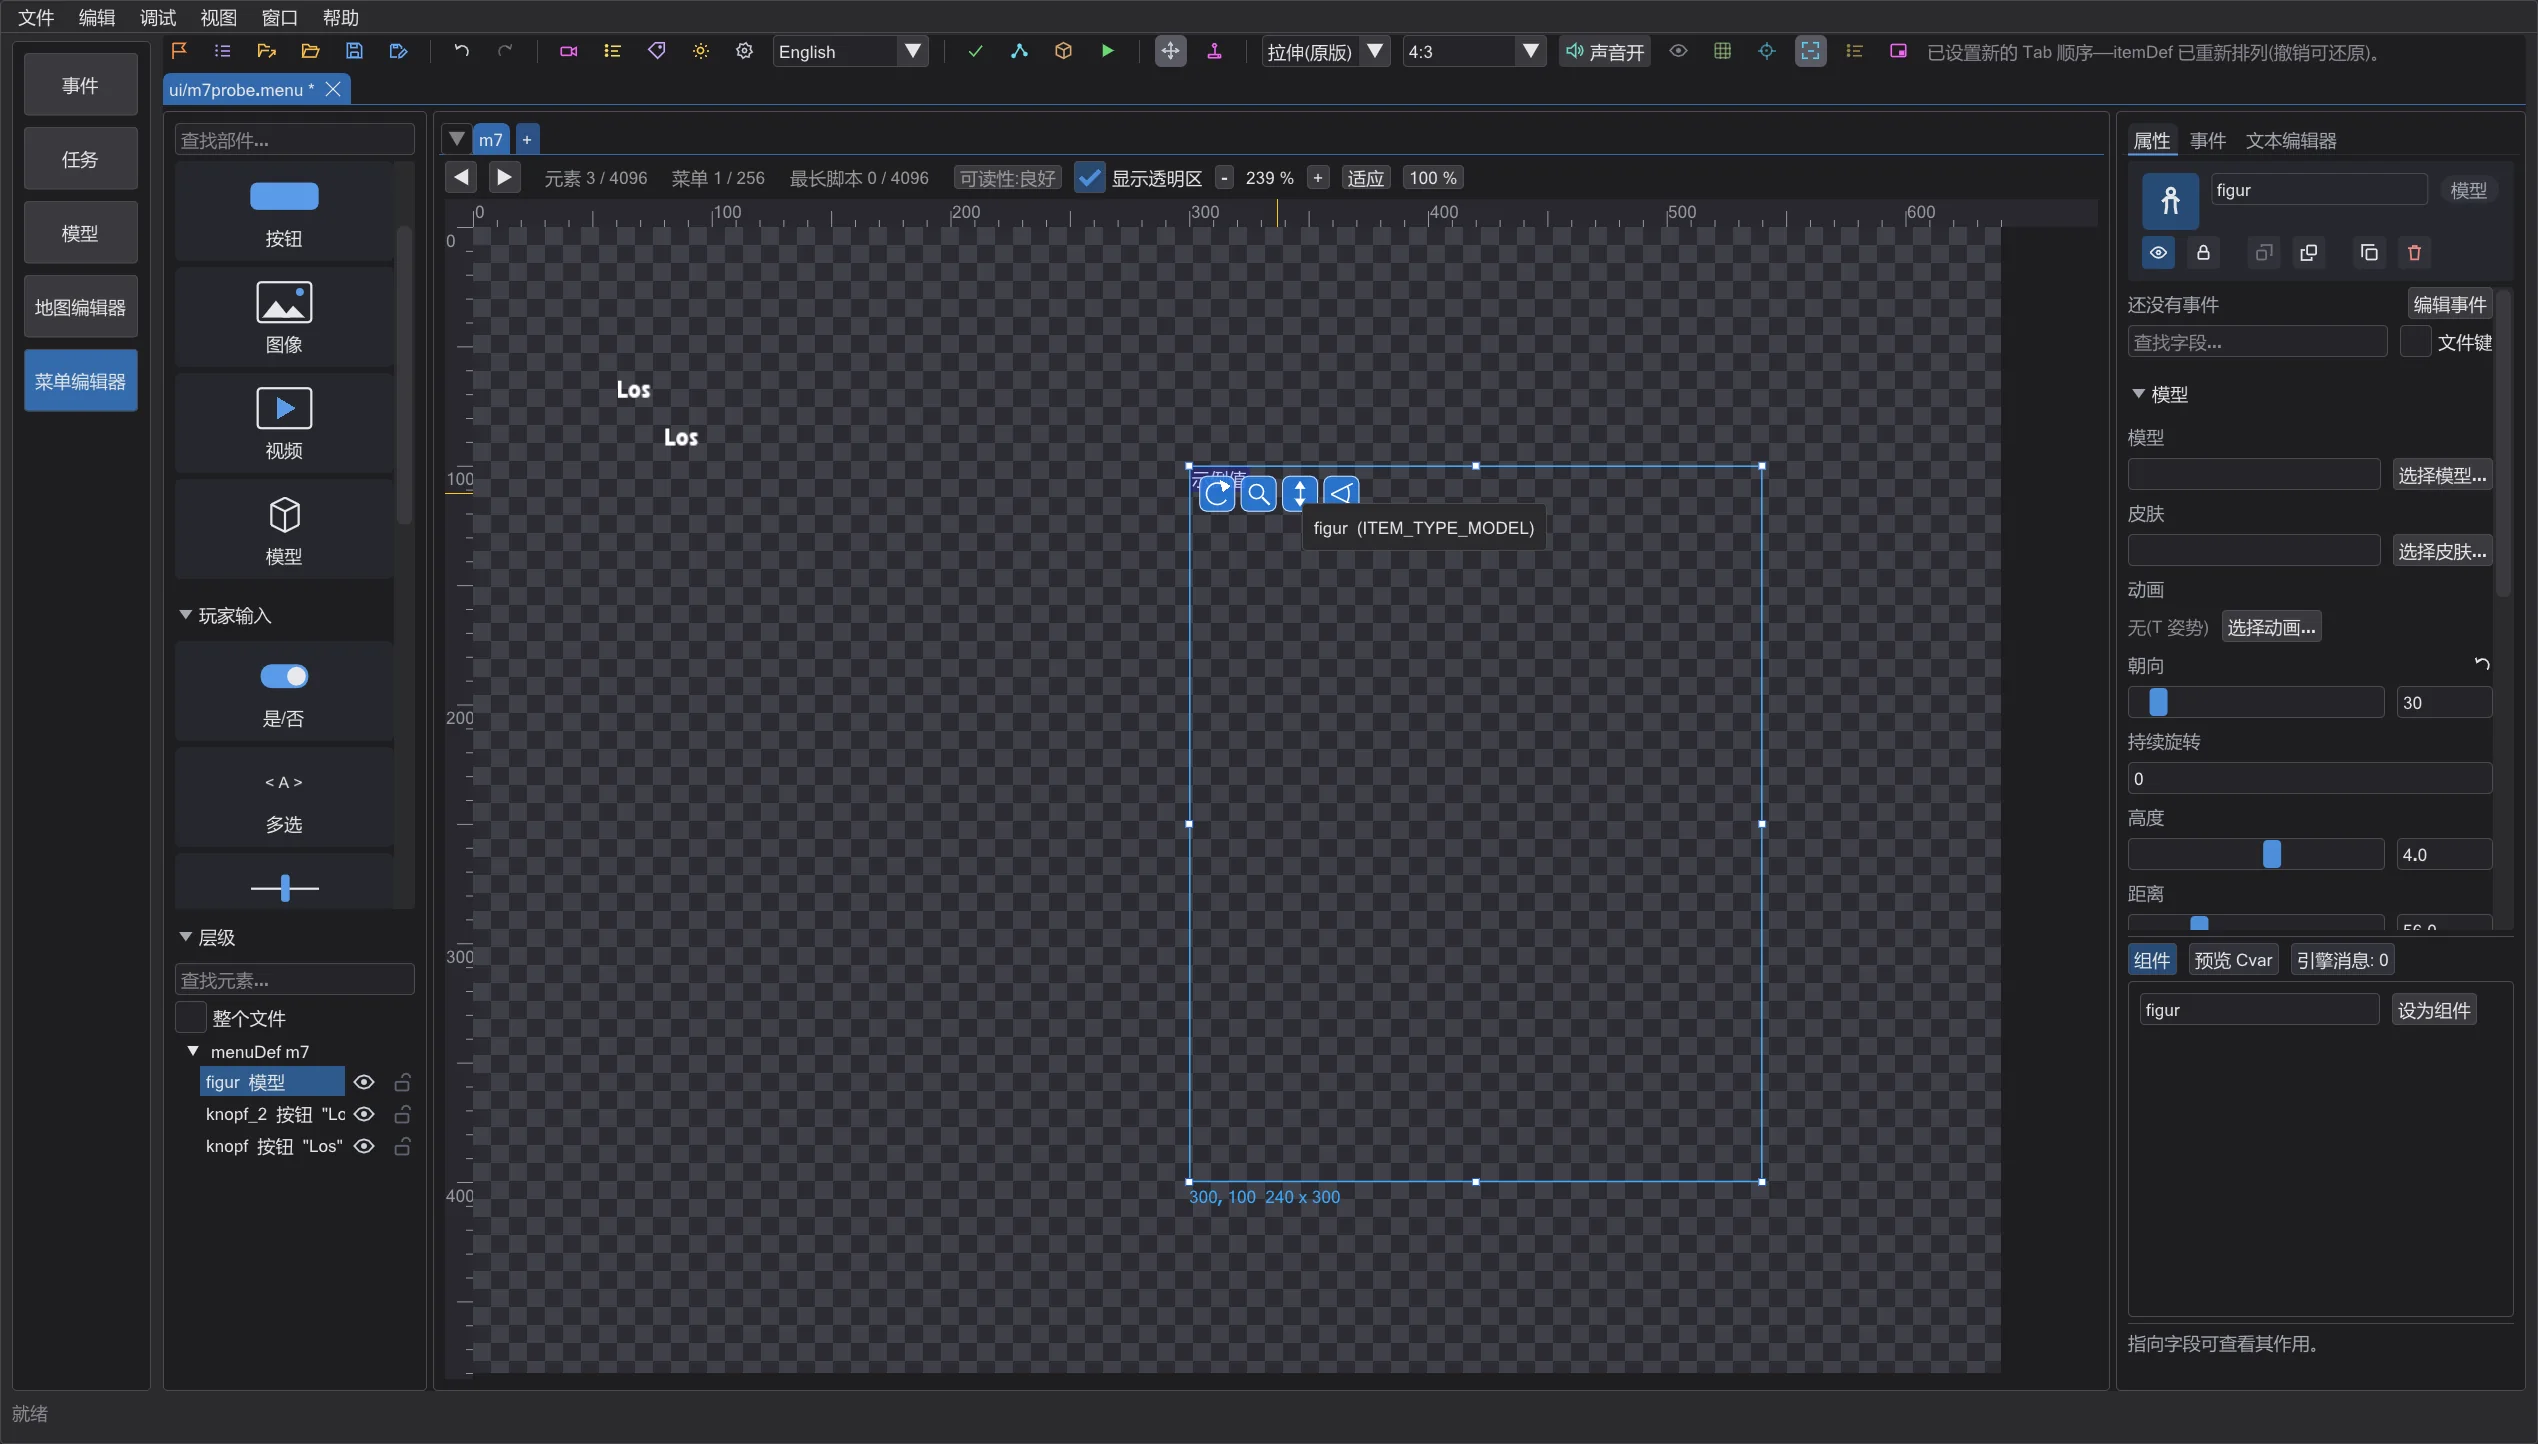 文件 编辑 调试 视图 窗口 帮助
English
拉伸(原版)
4:3
声音开
已设置新的 Tab 顺序—itemDef 已重新排列(撤销可还原)。
事件
任务
模型
地图编辑器
菜单编辑器
ui/m7probe.menu *
查找部件...
按钮
图像
视频
模型
玩家输入
是/否
< A >
多选
层级
查找元素...
整个文件
menuDef m7
figur 模型
knopf_2 按钮 "Lo
knopf 按钮 "Los"
m7
+
元素 3 / 4096
菜单 1 / 256
最长脚本 0 / 4096
可读性:良好
显示透明区
-
239 %
+
适应
100 %
0 100 200 300 400 500 600
0
100
200
300
400
Los
Los
示例值
figur (ITEM_TYPE_MODEL)
300, 100 240 x 300
属性 事件 文本编辑器
figur
模型
还没有事件
编辑事件
查找字段...
文件键
模型
模型
选择模型...
皮肤
选择皮肤...
动画
无(T 姿势)
选择动画...
朝向
30
持续旋转
0
高度
4.0
距离
56.0
组件
预览 Cvar
引擎消息: 0
figur
设为组件
指向字段可查看其作用。
就绪